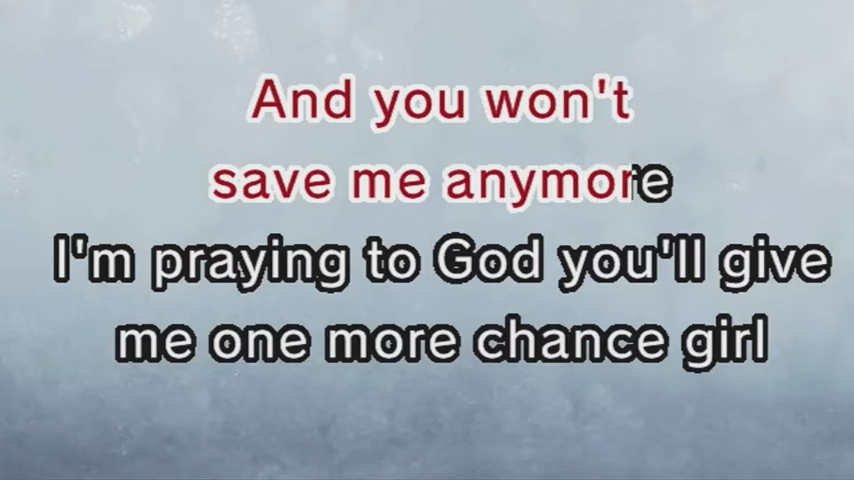 And you won't
save me anymore
I'm praying to God you'll give
me one more chance girl